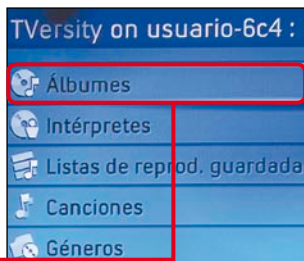 TVersity on usuario-6c4 :
Álbumes
Intérpretes
Listas de reprod. guardada
Canciones
Géneros